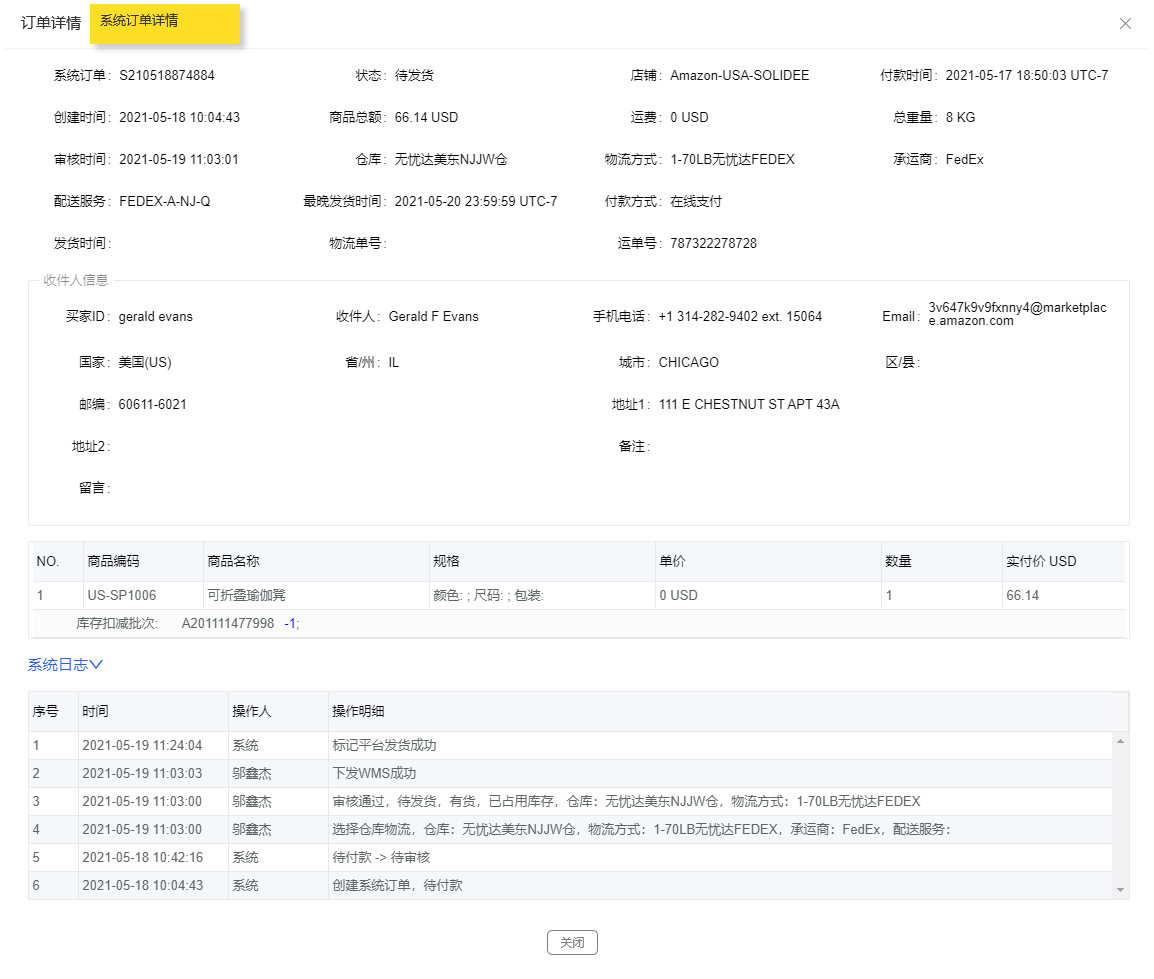 订单详情 系统订单详情
系统订单: S210518874884 状态: 待发货 店铺: Amazon-USA-SOLIDEE 付款时间: 2021-05-17 18:50:03 UTC-7
创建时间: 2021-05-18 10:04:43 商品总额: 66.14 USD 运费: 0 USD 总重量: 8 KG
审核时间: 2021-05-19 11:03:01 仓库: 无忧达美东NJJW仓 物流方式: 1-70LB无忧达FEDEX 承运商: FedEx
配送服务: FEDEX-A-NJ-Q 最晚发货时间: 2021-05-20 23:59:59 UTC-7 付款方式: 在线支付
发货时间: 物流单号: 运单号: 787322278728
收件人信息
买家ID: gerald evans 收件人: Gerald F Evans 手机电话: +1 314-282-9402 ext. 15064 Email: 3v647k9v9fxnny4@marketplac
e.amazon.com
国家: 美国(US) 省/州: IL 城市: CHICAGO 区/县:
邮编: 60611-6021 地址1: 111 E CHESTNUT ST APT 43A
地址2: 备注:
留言:
NO. 商品编码 商品名称 规格 单价 数量 实付价 USD
1 US-SP1006 可折叠瑜伽凳 颜色: ; 尺码: ; 包装: 0 USD 1 66.14
库存扣减批次: A201111477998 -1;
系统日志
序号 时间 操作人 操作明细
1 2021-05-19 11:24:04 系统 标记平台发货成功
2 2021-05-19 11:03:03 邬鑫杰 下发WMS成功
3 2021-05-19 11:03:00 邬鑫杰 审核通过，待发货，有货，已占用库存，仓库：无忧达美东NJJW仓，物流方式：1-70LB无忧达FEDEX
4 2021-05-19 11:03:00 邬鑫杰 选择仓库物流，仓库：无忧达美东NJJW仓，物流方式：1-70LB无忧达FEDEX，承运商：FedEx，配送服务：
5 2021-05-18 10:42:16 系统 待付款 -> 待审核
6 2021-05-18 10:04:43 系统 创建系统订单，待付款
关闭